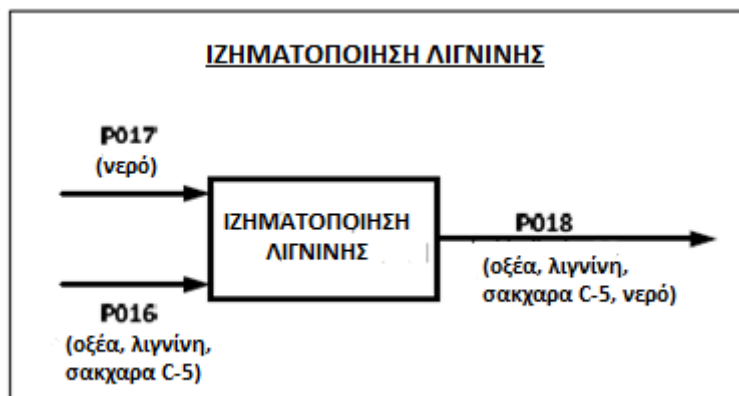 ΙΖΗΜΑΤΟΠΟΙΗΣΗ ΛΙΓΝΙΝΗΣ
P017
(νερό)
ΙΖΗΜΑΤΟΠΟΙΗΣΗ
ΛΙΓΝΙΝΗΣ
P018
(οξέα, λιγνίνη,
σακχαρα C-5, νερό)
P016
(οξέα, λιγνίνη,
σακχαρα C-5)